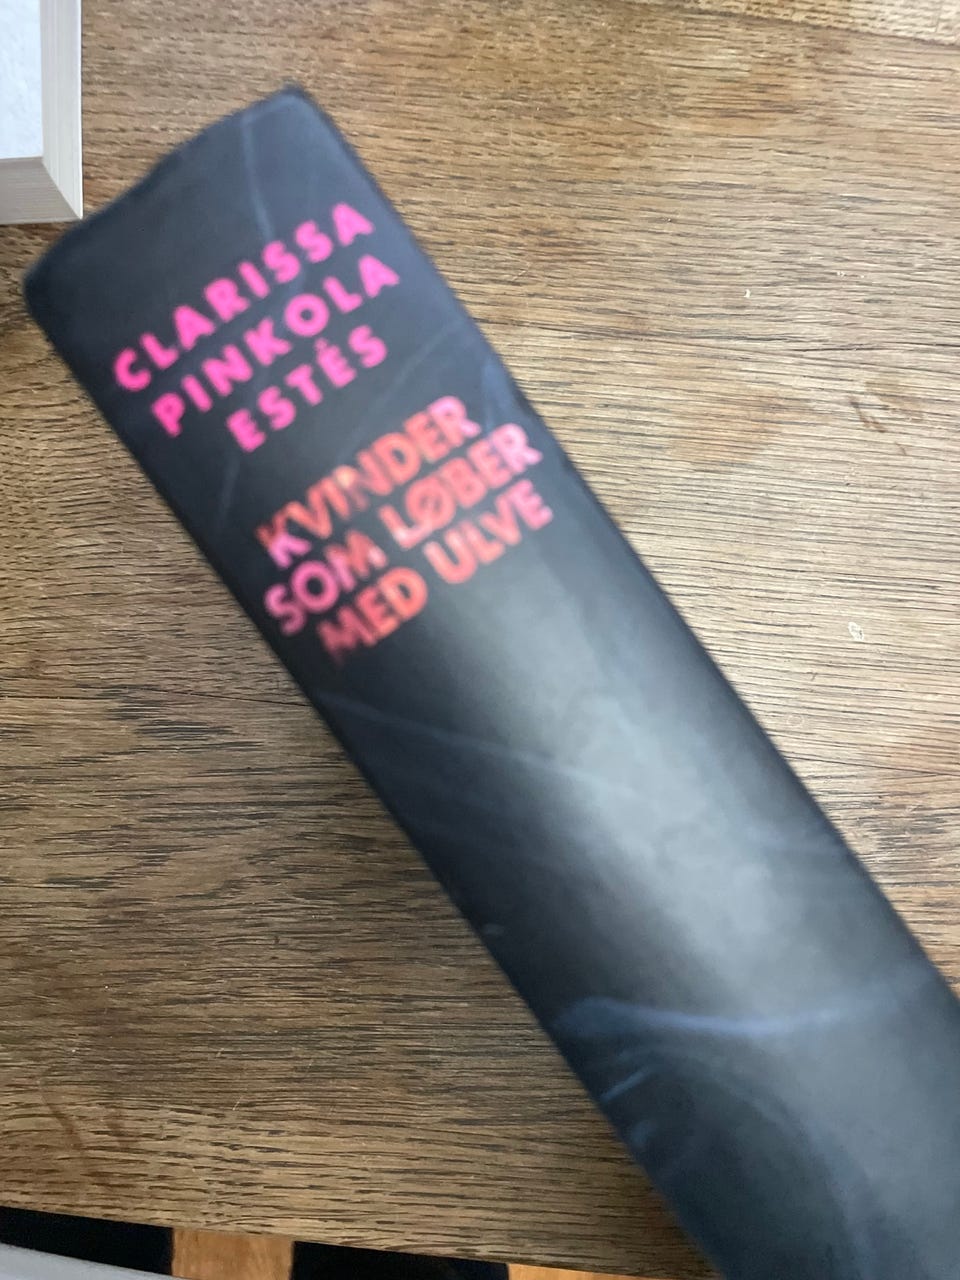 CLARISSA
PINKOLA
ESTÉS
KVINDER
SOM LØBER
MED ULVE